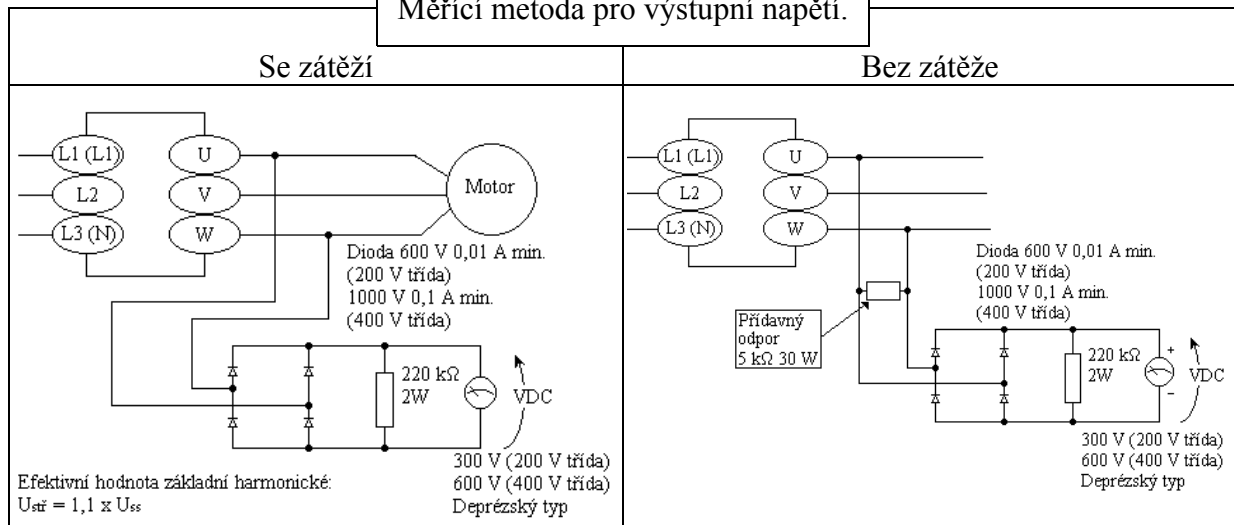 Měřící metoda pro výstupní napětí.
Se zátěží
L1 (L1)
U
L2
V
Motor
L3 (N)
W
Dioda 600 V 0,01 A min.
(200 V třída)
1000 V 0,1 A min.
(400 V třída)
220 kΩ
2W
VDC
300 V (200 V třída)
600 V (400 V třída)
Deprézský typ
Efektivní hodnota základní harmonické:
Ustř = 1,1 x Uss
Bez zátěže
L1 (L1)
U
L2
V
L3 (N)
W
Dioda 600 V 0,01 A min.
(200 V třída)
1000 V 0,1 A min.
(400 V třída)
Přídavný
odpor
5 kΩ 30 W
220 kΩ
2W
+
VDC
−
300 V (200 V třída)
600 V (400 V třída)
Deprézský typ